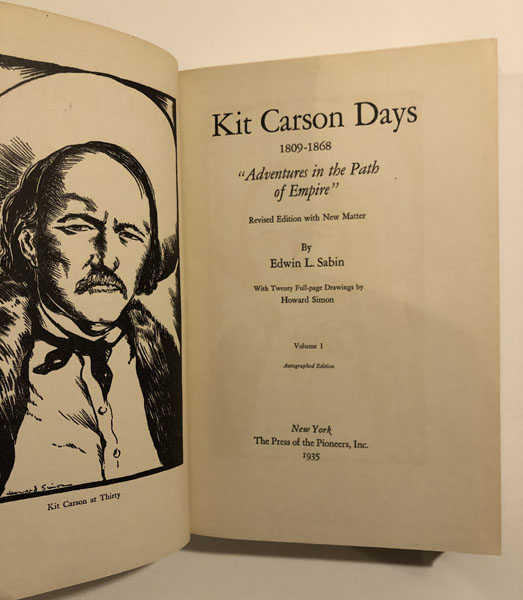 Howard Simon
Kit Carson at Thirty
Kit Carson Days
1809-1868
"Adventures in the Path
of Empire"
Revised Edition with New Matter
By
Edwin L. Sabin
With Twenty Full-page Drawings by
Howard Simon
Volume I
Autographed Edition
New York
The Press of the Pioneers, Inc.
1935